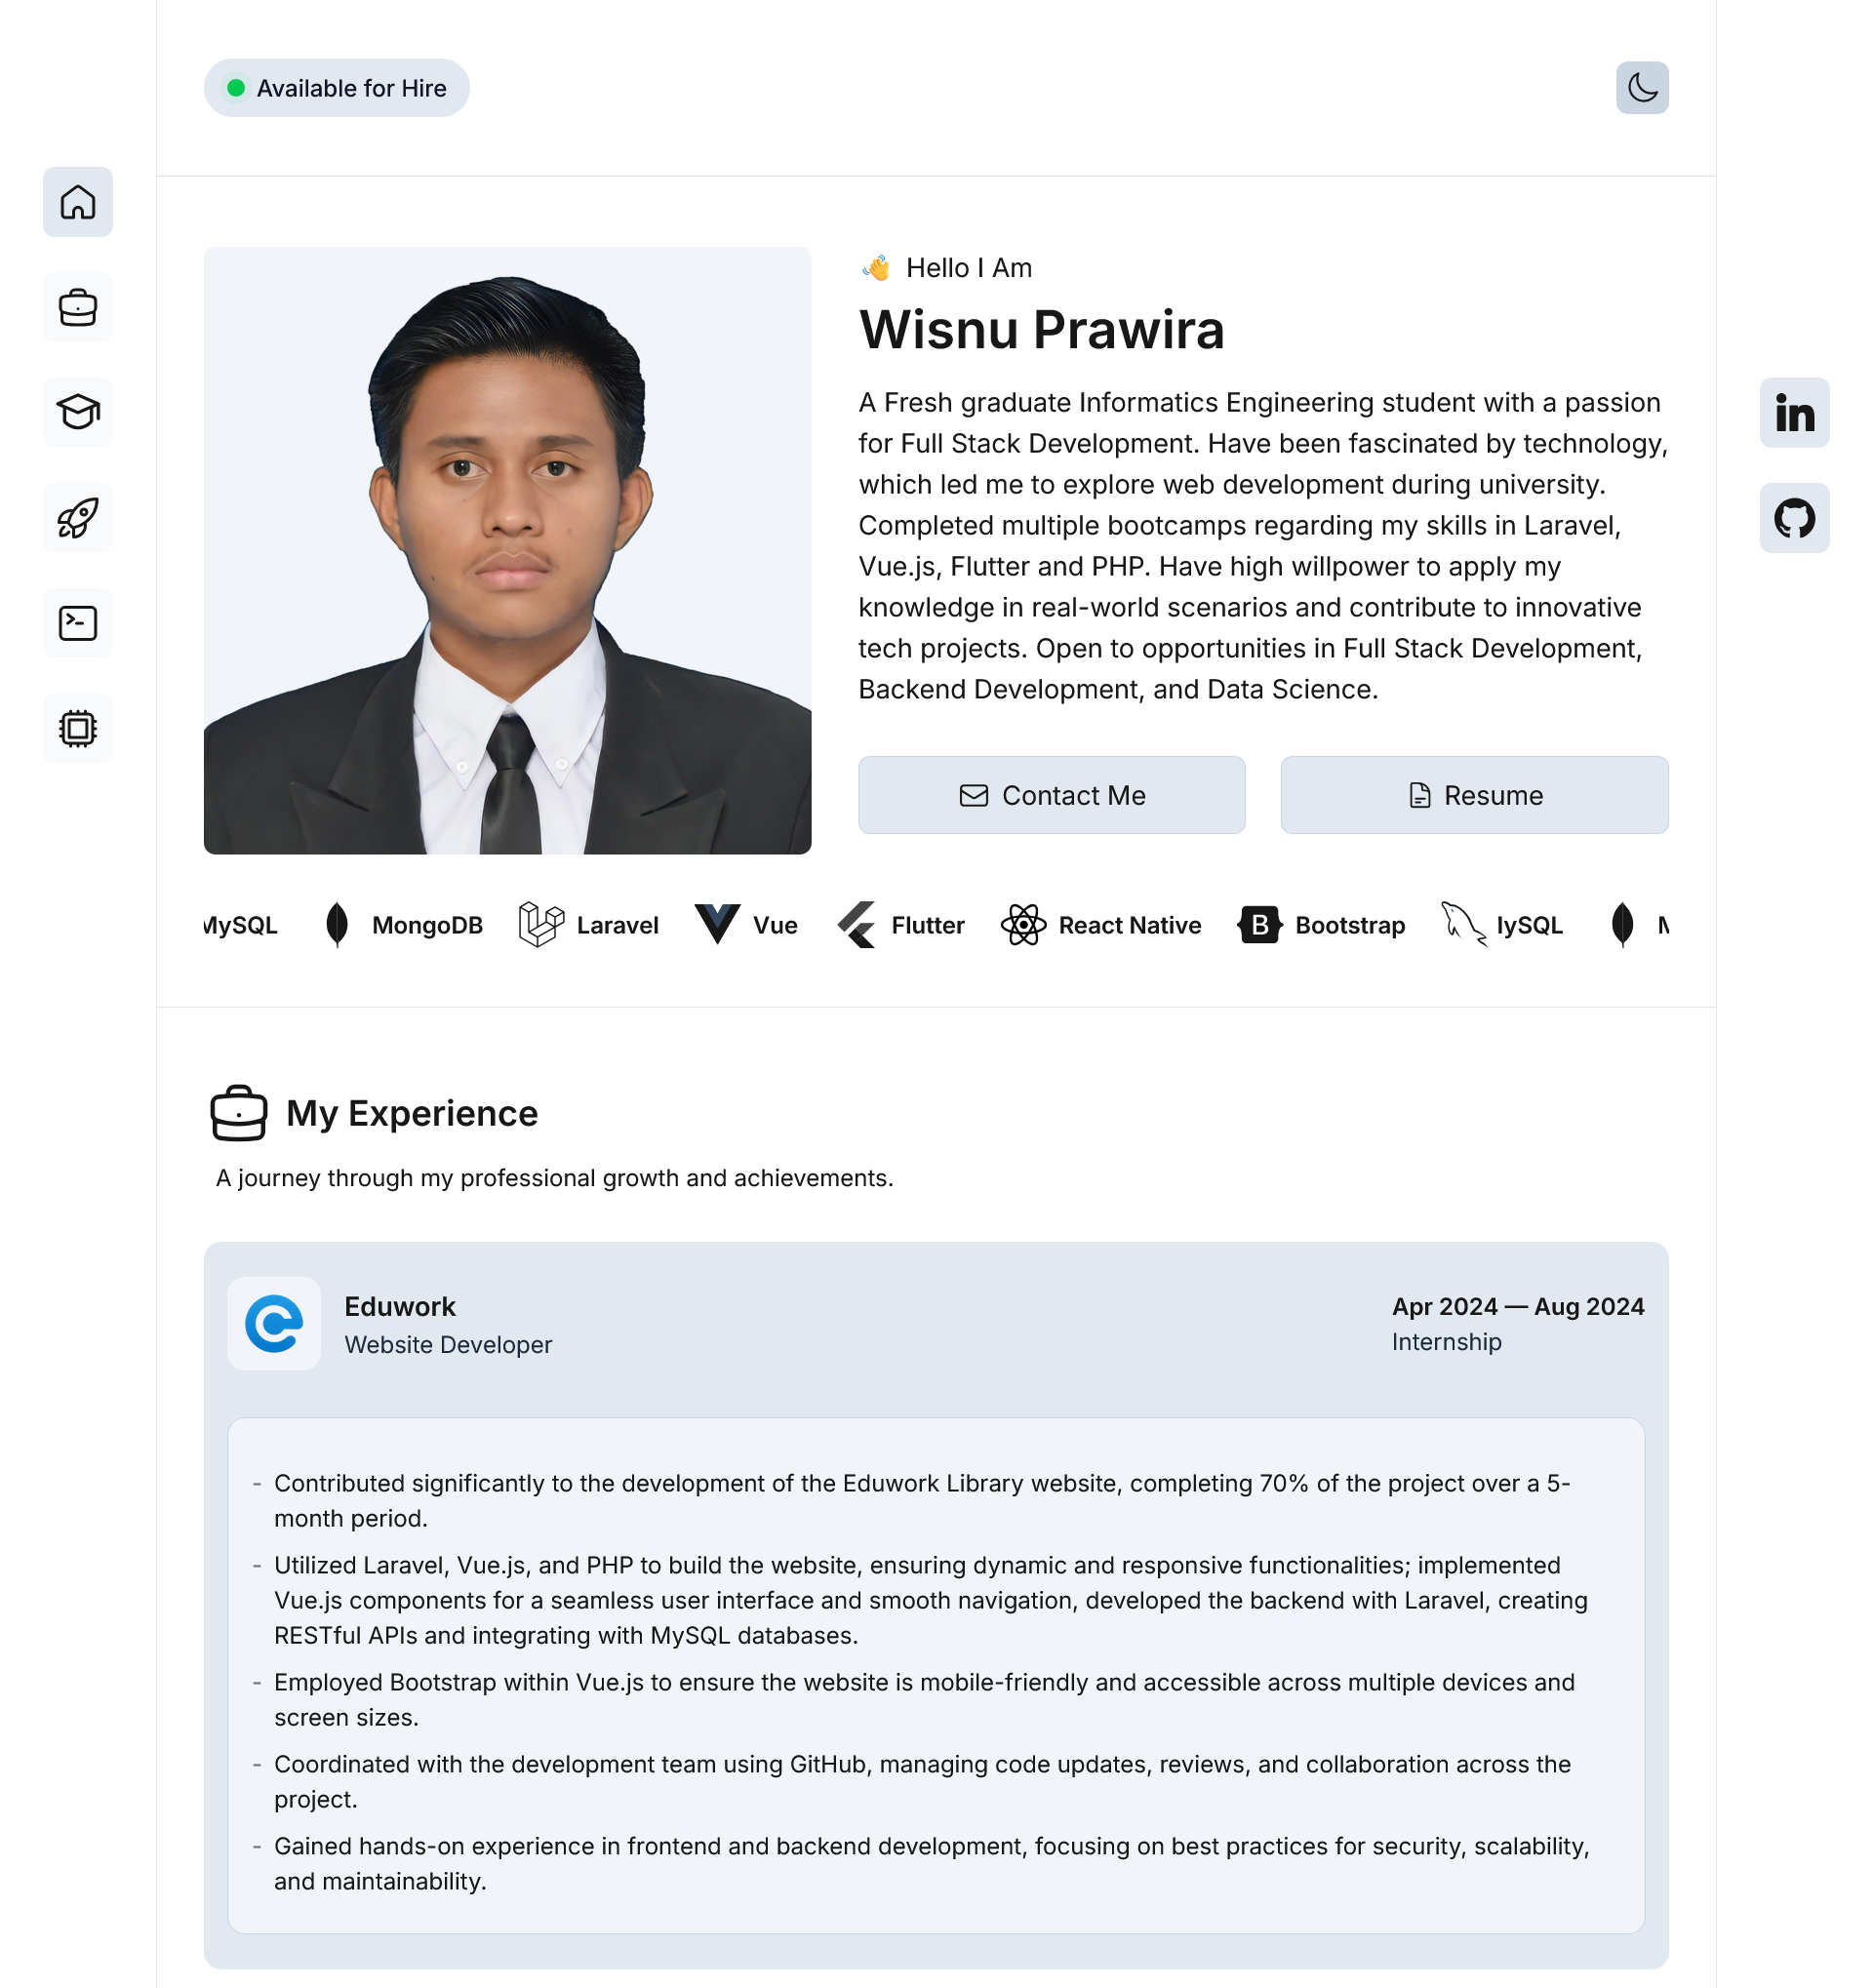 Available for Hire
👋 Hello I Am
Wisnu Prawira
A Fresh graduate Informatics Engineering student with a passion
for Full Stack Development. Have been fascinated by technology,
which led me to explore web development during university.
Completed multiple bootcamps regarding my skills in Laravel,
Vue.js, Flutter and PHP. Have high willpower to apply my
knowledge in real-world scenarios and contribute to innovative
tech projects. Open to opportunities in Full Stack Development,
Backend Development, and Data Science.
in
Contact Me Resume
MySQL MongoDB Laravel Vue Flutter React Native B Bootstrap lySQL M
My Experience
A journey through my professional growth and achievements.
Eduwork Apr 2024 — Aug 2024
Website Developer Internship
- Contributed significantly to the development of the Eduwork Library website, completing 70% of the project over a 5-
month period.
- Utilized Laravel, Vue.js, and PHP to build the website, ensuring dynamic and responsive functionalities; implemented
Vue.js components for a seamless user interface and smooth navigation, developed the backend with Laravel, creating
RESTful APIs and integrating with MySQL databases.
- Employed Bootstrap within Vue.js to ensure the website is mobile-friendly and accessible across multiple devices and
screen sizes.
- Coordinated with the development team using GitHub, managing code updates, reviews, and collaboration across the
project.
- Gained hands-on experience in frontend and backend development, focusing on best practices for security, scalability,
and maintainability.